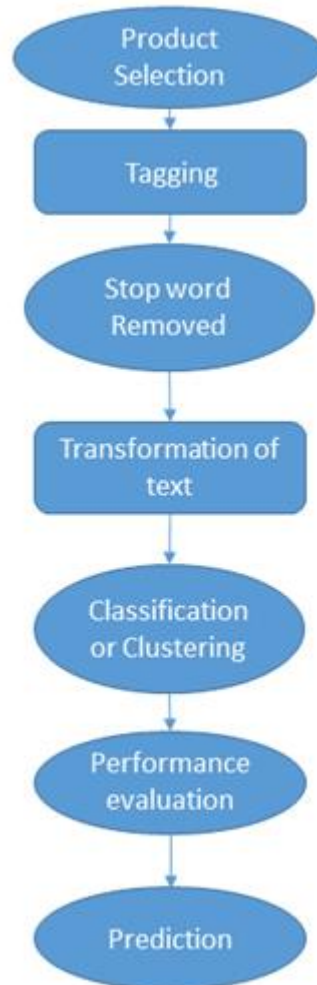 Product
Selection
Tagging
Stop word
Removed
Transformation of
text
Classification
or Clustering
Performance
evaluation
Prediction